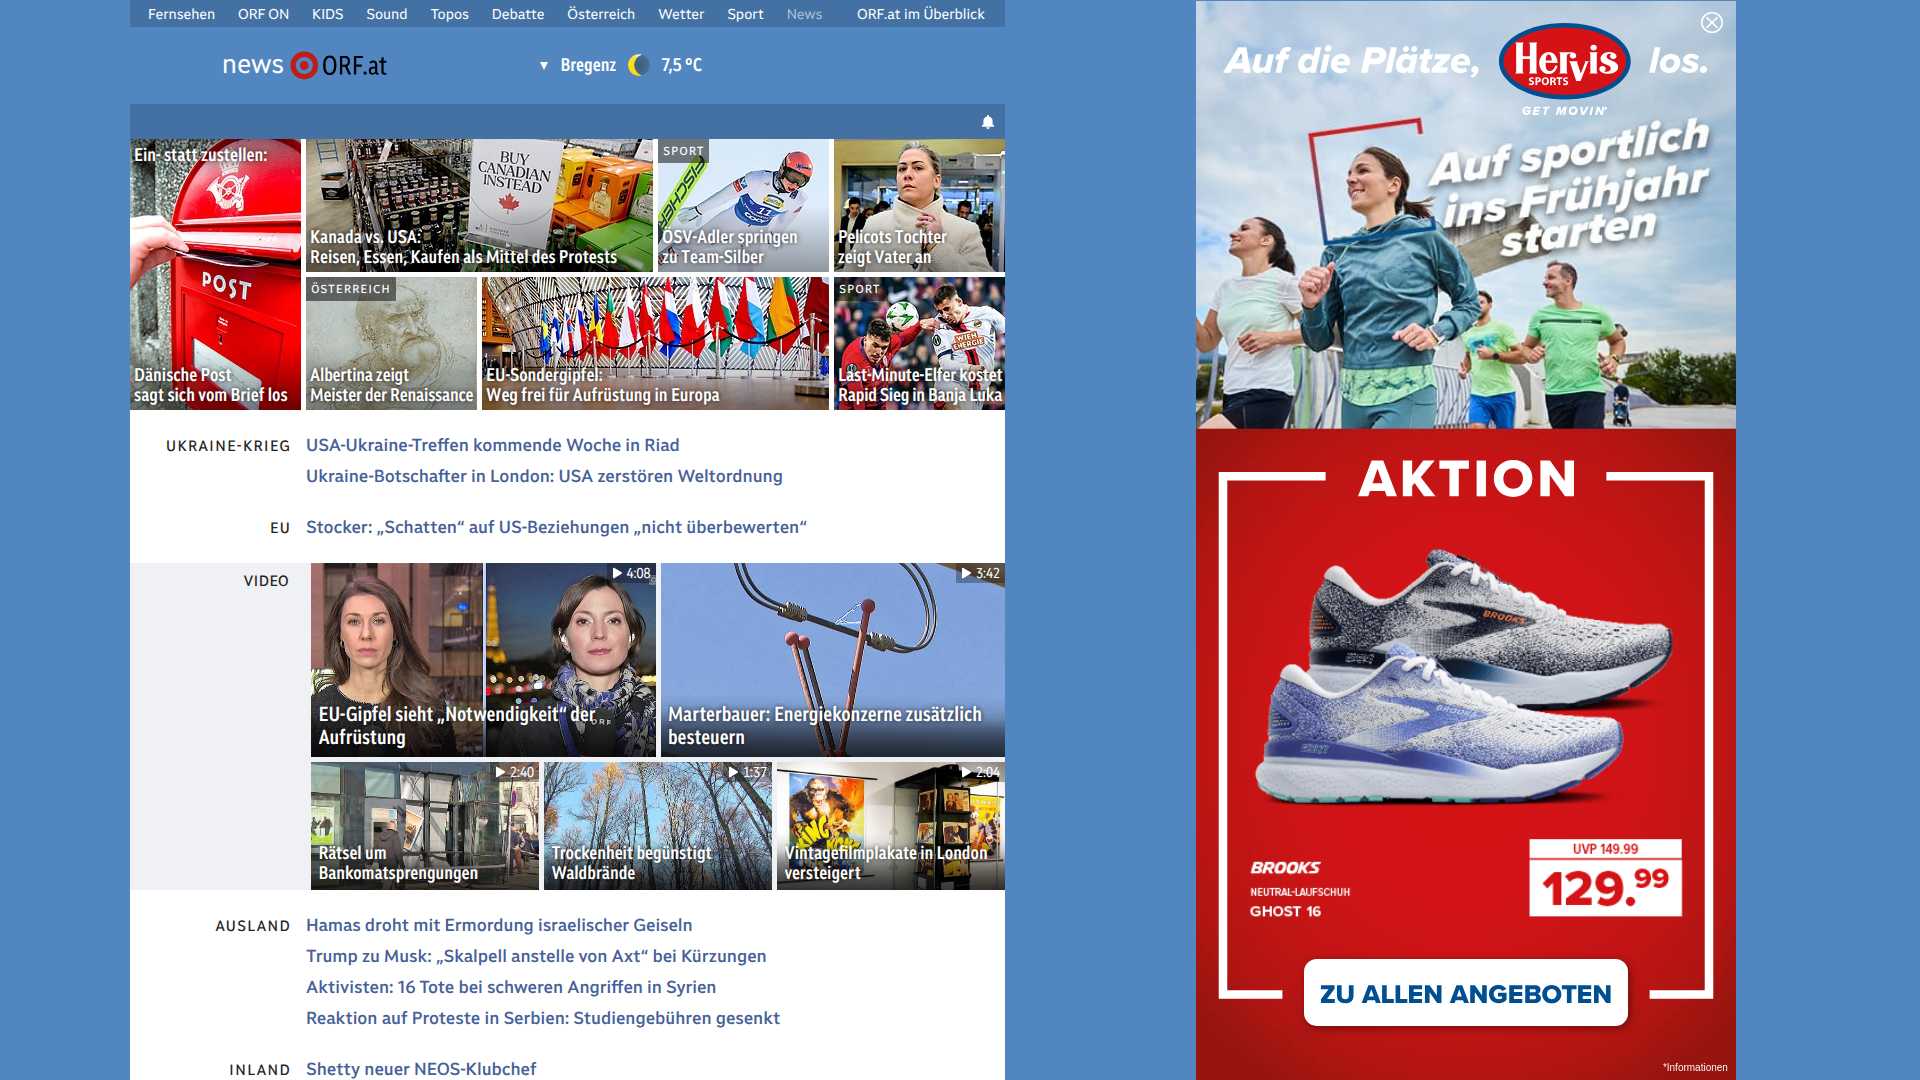 Fernsehen ORF ON KIDS Sound Topos Debatte Österreich Wetter Sport News ORF.at im Überblick
news ORF.at
Bregenz 7,5 °C
Ein- statt zustellen:
POST
Dänische Post
sagt sich vom Brief los
BUY
CANADIAN
INSTEAD
Kanada vs. USA:
Reisen, Essen, Kaufen als Mittel des Protests
SPORT
FISCHER
11
ÖSV-Adler springen
zu Team-Silber
Pelicots Tochter
zeigt Vater an
ÖSTERREICH
Albertina zeigt
Meister der Renaissance
EU-Sondergipfel:
Weg frei für Aufrüstung in Europa
SPORT
WIEN
ENERGIE
Last-Minute-Elfer kostet
Rapid Sieg in Banja Luka
UKRAINE-KRIEG
USA-Ukraine-Treffen kommende Woche in Riad
Ukraine-Botschafter in London: USA zerstören Weltordnung
EU
Stocker: „Schatten“ auf US-Beziehungen „nicht überbewerten“
VIDEO
4:08
EU-Gipfel sieht „Notwendigkeit“ der
Aufrüstung
3:42
Marterbauer: Energiekonzerne zusätzlich
besteuern
2:40
Rätsel um
Bankomatsprengungen
1:37
Trockenheit begünstigt
Waldbrände
2:04
KING
Vintagefilmplakate in London
versteigert
AUSLAND
Hamas droht mit Ermordung israelischer Geiseln
Trump zu Musk: „Skalpell anstelle von Axt“ bei Kürzungen
Aktivisten: 16 Tote bei schweren Angriffen in Syrien
Reaktion auf Proteste in Serbien: Studiengebühren gesenkt
INLAND
Shetty neuer NEOS-Klubchef
Auf die Plätze, Hervis los.
SPORTS
GET MOVIN'
Auf sportlich
ins Frühjahr
starten
AKTION
BROOKS
BROOKS
NEUTRAL-LAUFSCHUH
GHOST 16
UVP 149.99
129.99
ZU ALLEN ANGEBOTEN
*Informationen